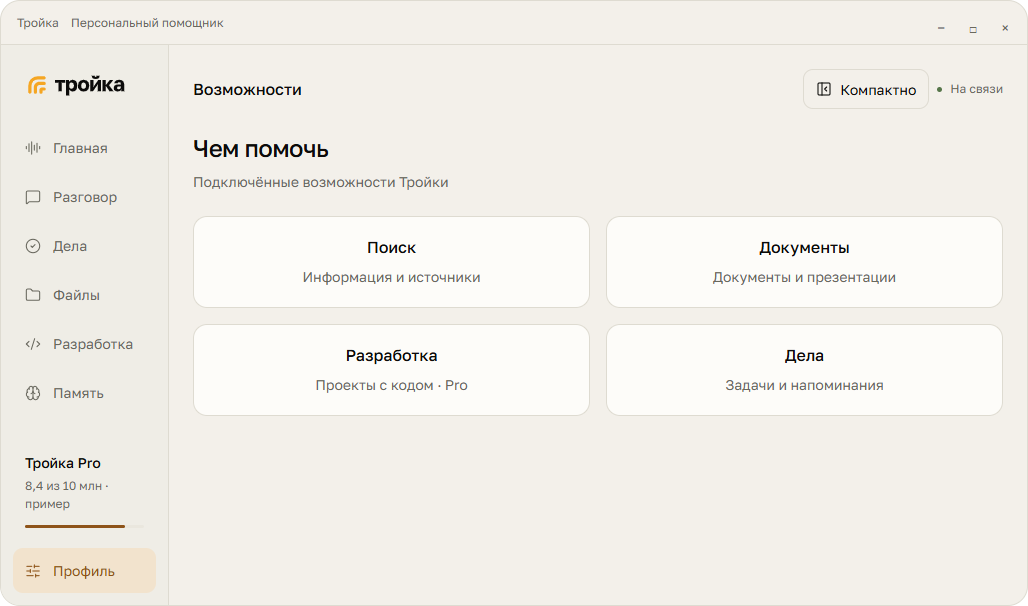 Тройка Персональный помощник
тройка
Главная
Разговор
Дела
Файлы
Разработка
Память
Тройка Pro
8,4 из 10 млн ·
пример
Профиль
Возможности
Компактно
На связи
Чем помочь
Подключённые возможности Тройки
Поиск
Информация и источники
Документы
Документы и презентации
Разработка
Проекты с кодом · Pro
Дела
Задачи и напоминания